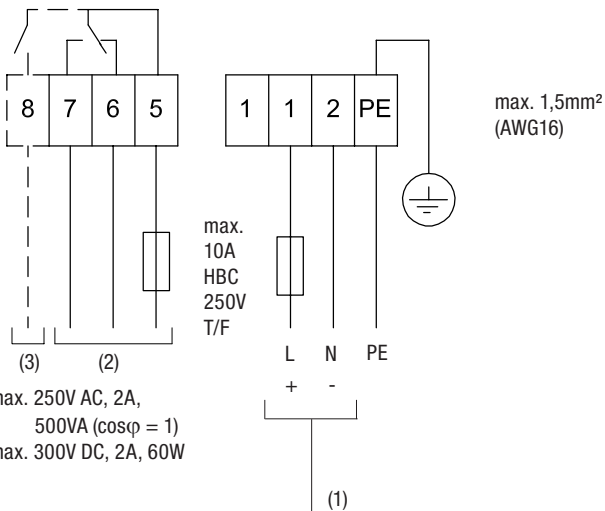 8 7 6 5
1 1 2 PE
max. 1,5mm²
(AWG16)
max.
10A
HBC
250V
T/F
L N PE
+ -
(3) (2)
max. 250V AC, 2A,
500VA (cosφ = 1)
max. 300V DC, 2A, 60W
(1)